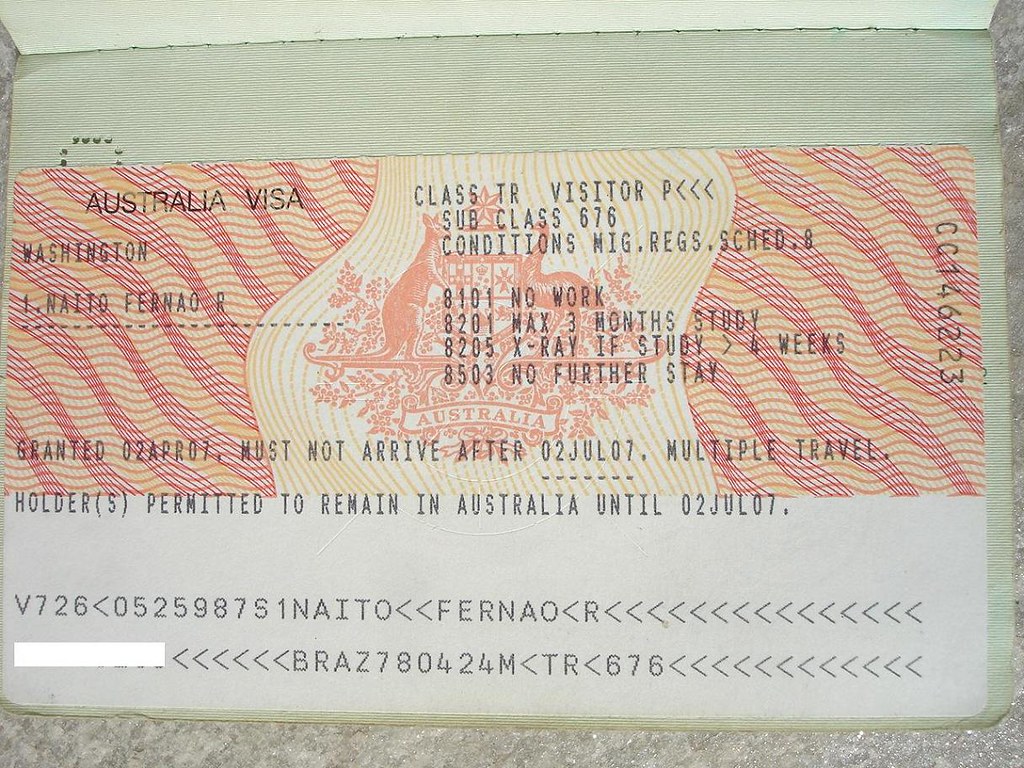 AUSTRALIA VISA
WASHINGTON
1.NAITO FERNAO R
CLASS TR VISITOR P<<<
SUB CLASS 676
CONDITIONS MIG.REGS.SCHED.8
8101 NO WORK
8201 MAX 3 MONTHS STUDY
8205 X-RAY IF STUDY > 4 WEEKS
8503 NO FURTHER STAY
AUSTRALIA
CC146223
GRANTED 02APR07. MUST NOT ARRIVE AFTER 02JUL07. MULTIPLE TRAVEL.
HOLDER(S) PERMITTED TO REMAIN IN AUSTRALIA UNTIL 02JUL07.
V726<0525987S1NAITO<<FERNAO<R<<<<<<<<<<<<<<<
<<<<<<BRAZ780424M<TR<676<<<<<<<<<<<<